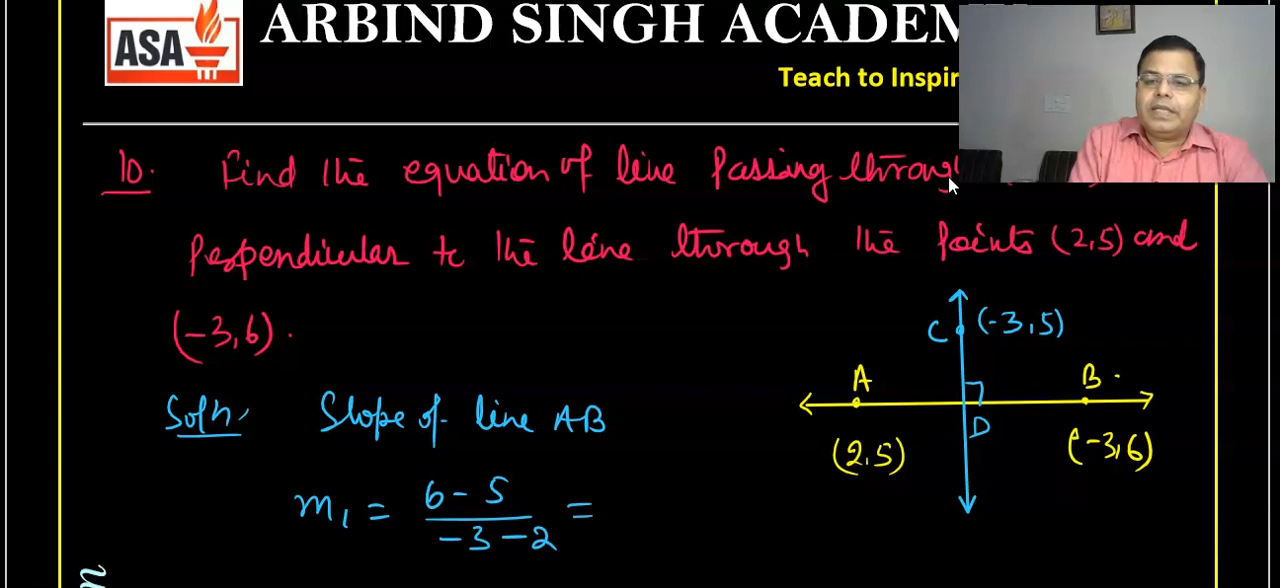 ASA
ARBIND SINGH ACADEM
Teach to Inspir
10. Find the equation of line Passing throug
Perpendicular to the line through the points (2,5) and
(-3,6).
C (-3,5)
A B
D
(2,5) (-3,6)
Soln: Slope of line AB
m₁ = 6 - 5 / -3 - 2 =
n